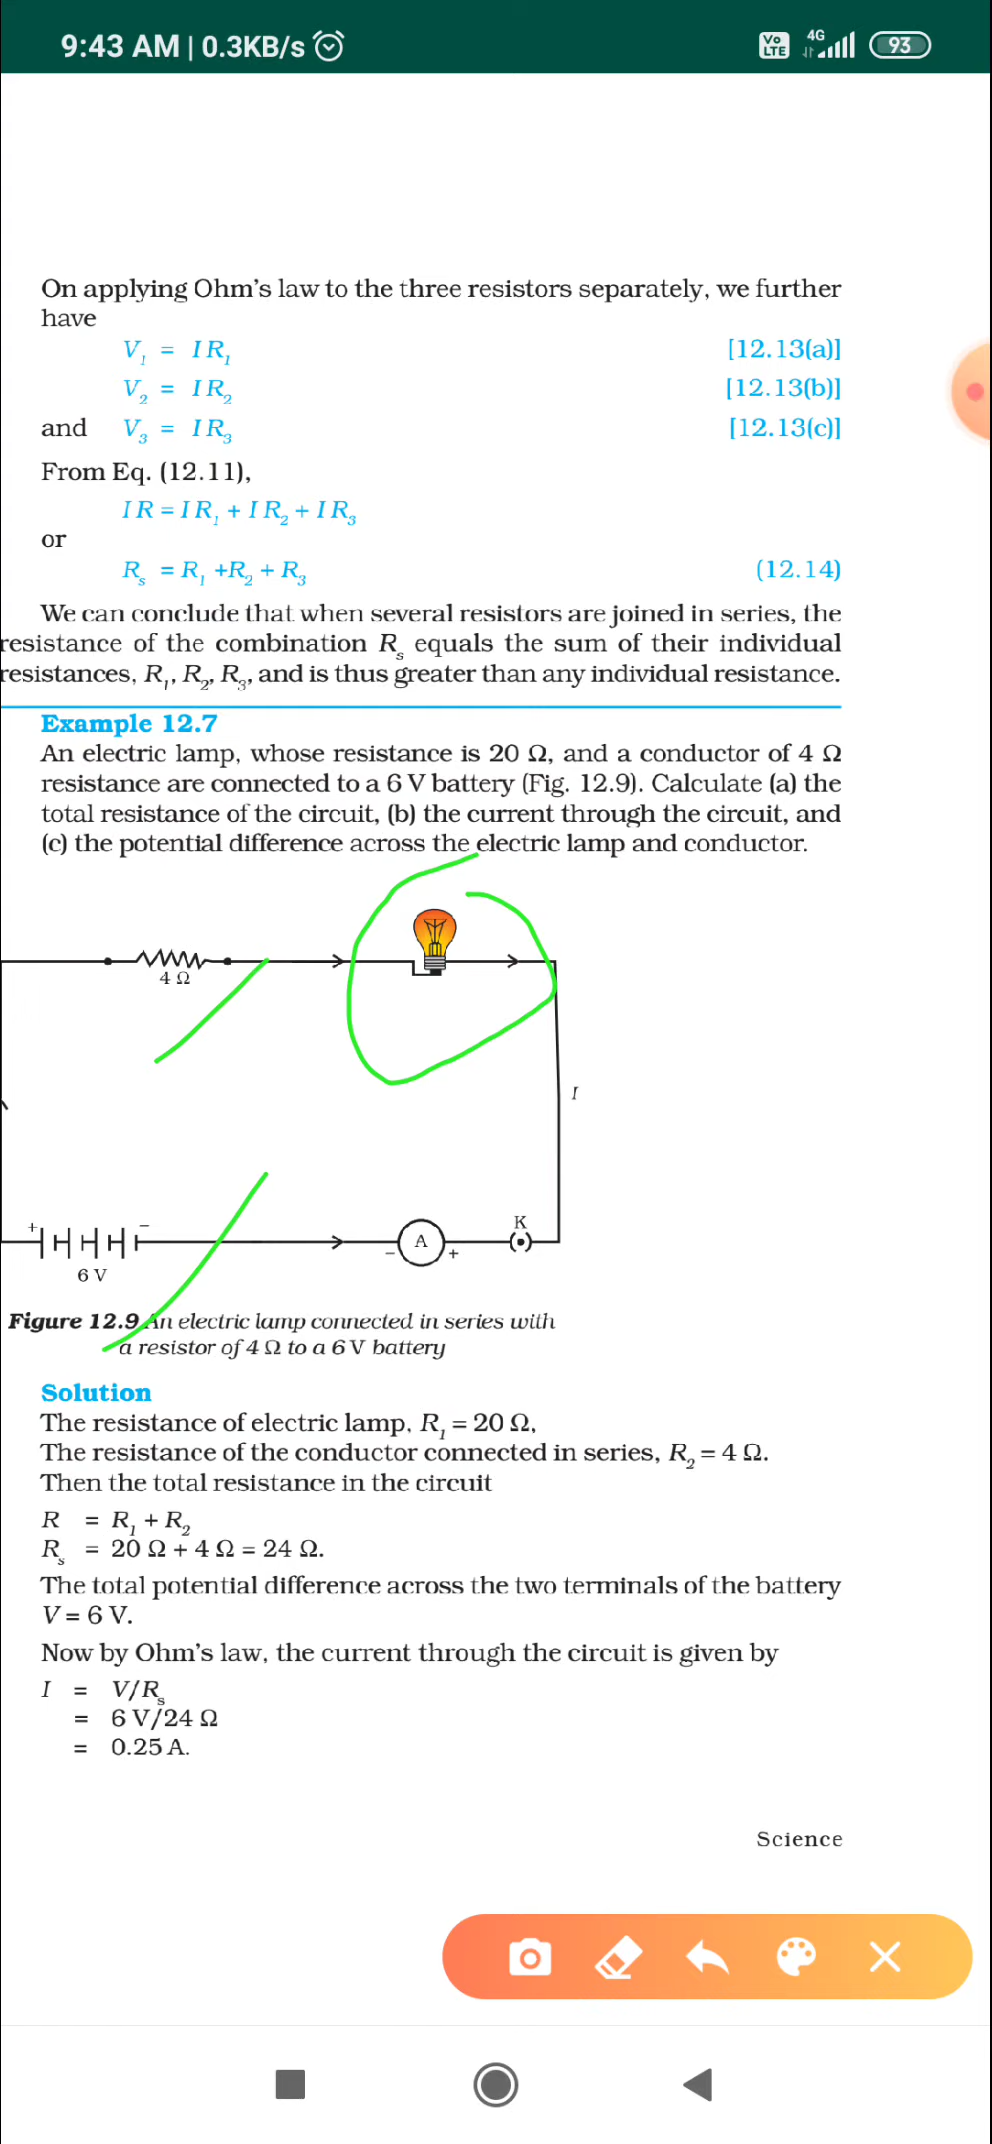 9:43 AM | 0.3KB/s
Vo LTE 4G 93
On applying Ohm's law to the three resistors separately, we further
have
V₁ = I R₁ [12.13(a)]
V₂ = I R₂ [12.13(b)]
and V₃ = I R₃ [12.13(c)]
From Eq. (12.11),
I R = I R₁ + I R₂ + I R₃
or
Rₛ = R₁ +R₂ + R₃ (12.14)
We can conclude that when several resistors are joined in series, the
resistance of the combination Rₛ equals the sum of their individual
resistances, R₁, R₂, R₃, and is thus greater than any individual resistance.
Example 12.7
An electric lamp, whose resistance is 20 Ω, and a conductor of 4 Ω
resistance are connected to a 6 V battery (Fig. 12.9). Calculate (a) the
total resistance of the circuit, (b) the current through the circuit, and
(c) the potential difference across the electric lamp and conductor.
4 Ω
I
K
+ −
− A +
6 V
Figure 12.9 An electric lamp connected in series with
a resistor of 4 Ω to a 6 V battery
Solution
The resistance of electric lamp, R₁ = 20 Ω,
The resistance of the conductor connected in series, R₂ = 4 Ω.
Then the total resistance in the circuit
R = R₁ + R₂
Rₛ = 20 Ω + 4 Ω = 24 Ω.
The total potential difference across the two terminals of the battery
V = 6 V.
Now by Ohm's law, the current through the circuit is given by
I = V/Rₛ
= 6 V/24 Ω
= 0.25 A.
Science